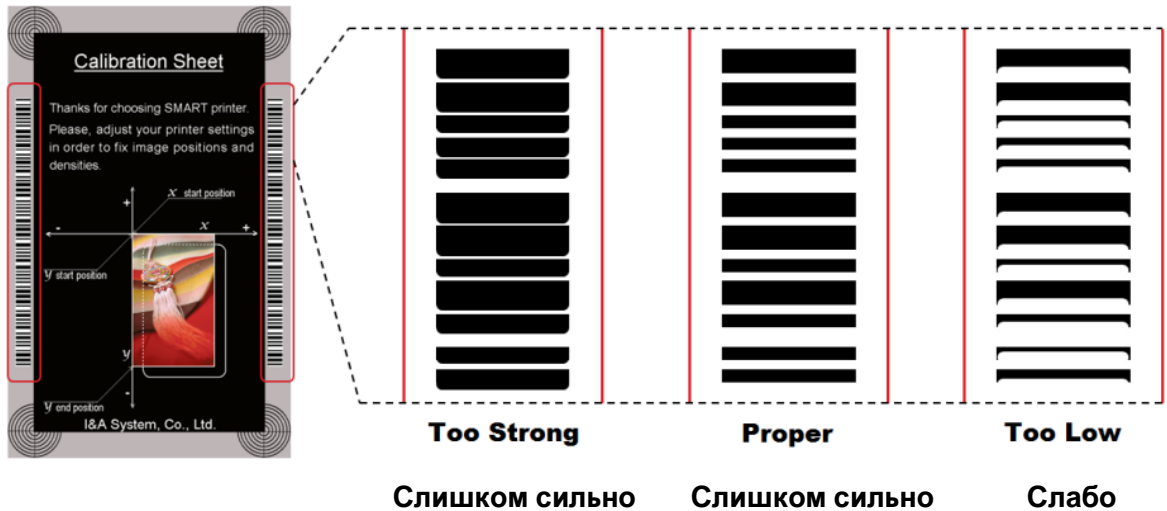 Calibration Sheet
Thanks for choosing SMART printer.
Please, adjust your printer settings
in order to fix image positions and
densities.
x start position
+
-
x
+
y start position
y
-
y end position
I&A System, Co., Ltd.
Too Strong
Proper
Too Low
Слишком сильно
Слишком сильно
Слабо